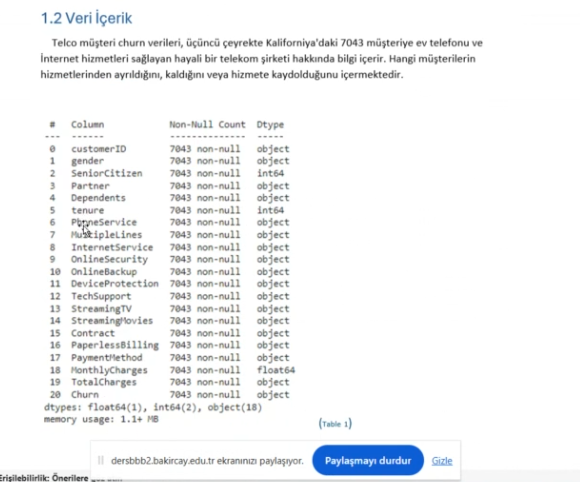 1.2 Veri İçerik
Telco müşteri churn verileri, üçüncü çeyrekte Kaliforniya'daki 7043 müşteriye ev telefonu ve
İnternet hizmetleri sağlayan hayali bir telekom şirketi hakkında bilgi içerir. Hangi müşterilerin
hizmetlerinden ayrıldığını, kaldığını veya hizmete kaydolduğunu içermektedir.
# Column Non-Null Count Dtype
--- ------ -------------- -----
0 customerID 7043 non-null object
1 gender 7043 non-null object
2 SeniorCitizen 7043 non-null int64
3 Partner 7043 non-null object
4 Dependents 7043 non-null object
5 tenure 7043 non-null int64
6 PhoneService 7043 non-null object
7 MultipleLines 7043 non-null object
8 InternetService 7043 non-null object
9 OnlineSecurity 7043 non-null object
10 OnlineBackup 7043 non-null object
11 DeviceProtection 7043 non-null object
12 TechSupport 7043 non-null object
13 StreamingTV 7043 non-null object
14 StreamingMovies 7043 non-null object
15 Contract 7043 non-null object
16 PaperlessBilling 7043 non-null object
17 PaymentMethod 7043 non-null object
18 MonthlyCharges 7043 non-null float64
19 TotalCharges 7043 non-null object
20 Churn 7043 non-null object
dtypes: float64(1), int64(2), object(18)
memory usage: 1.1+ MB
(Table 1)
dersbbb2.bakircay.edu.tr ekranınızı paylaşıyor.
Paylaşmayı durdur
Gizle
Erişilebilirlik: Önerilere